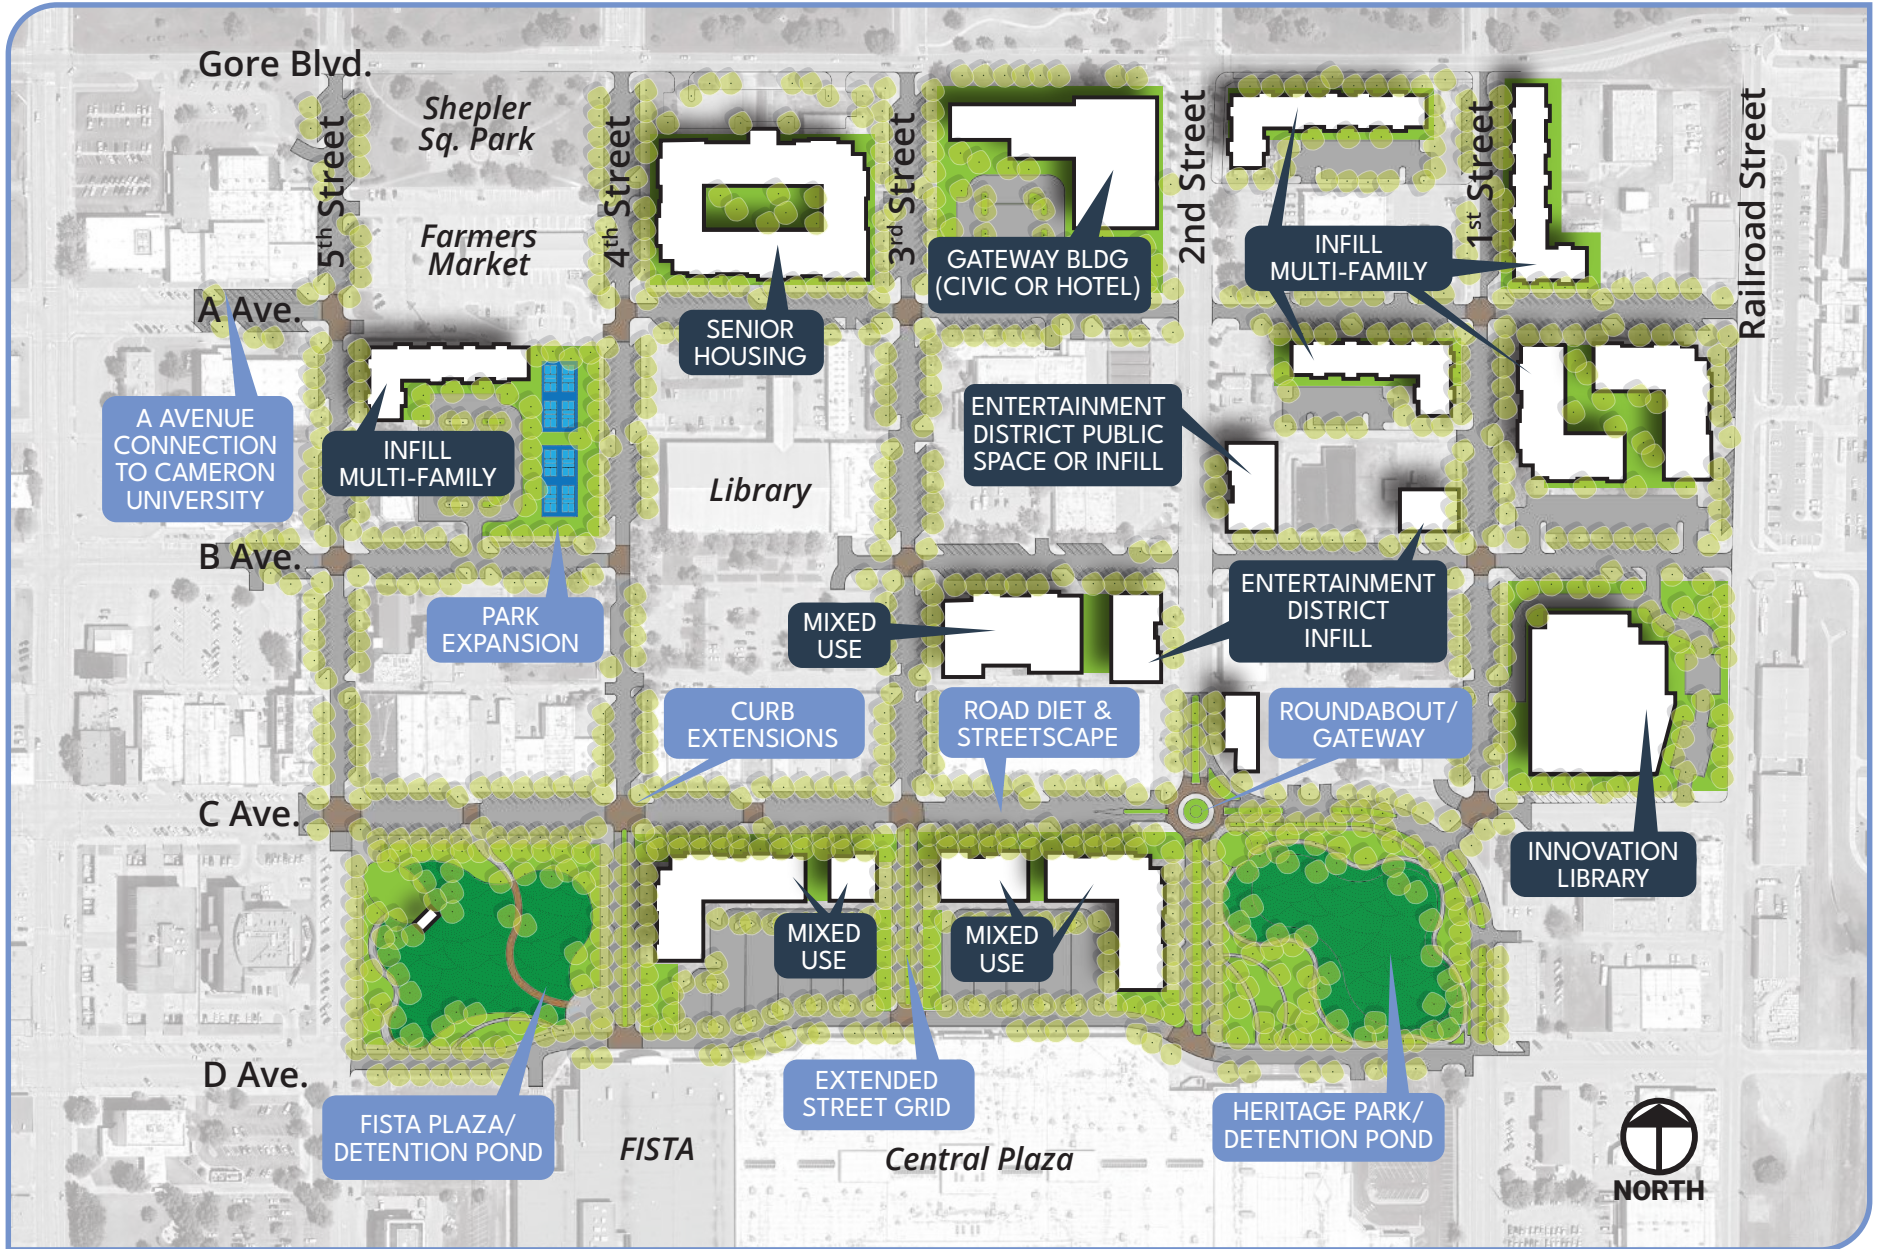 Gore Blvd.
Shepler
Sq. Park
Farmers
Market
5th Street
4th Street
3rd Street
2nd Street
1st Street
Railroad Street
A Ave.
GATEWAY BLDG
(CIVIC OR HOTEL)
INFILL
MULTI-FAMILY
SENIOR
HOUSING
A AVENUE
CONNECTION
TO CAMERON
UNIVERSITY
INFILL
MULTI-FAMILY
ENTERTAINMENT
DISTRICT PUBLIC
SPACE OR INFILL
Library
B Ave.
PARK
EXPANSION
MIXED
USE
ENTERTAINMENT
DISTRICT
INFILL
CURB
EXTENSIONS
ROAD DIET &
STREETSCAPE
ROUNDABOUT/
GATEWAY
C Ave.
INNOVATION
LIBRARY
MIXED
USE
MIXED
USE
D Ave.
FISTA PLAZA/
DETENTION POND
EXTENDED
STREET GRID
HERITAGE PARK/
DETENTION POND
FISTA
Central Plaza
NORTH